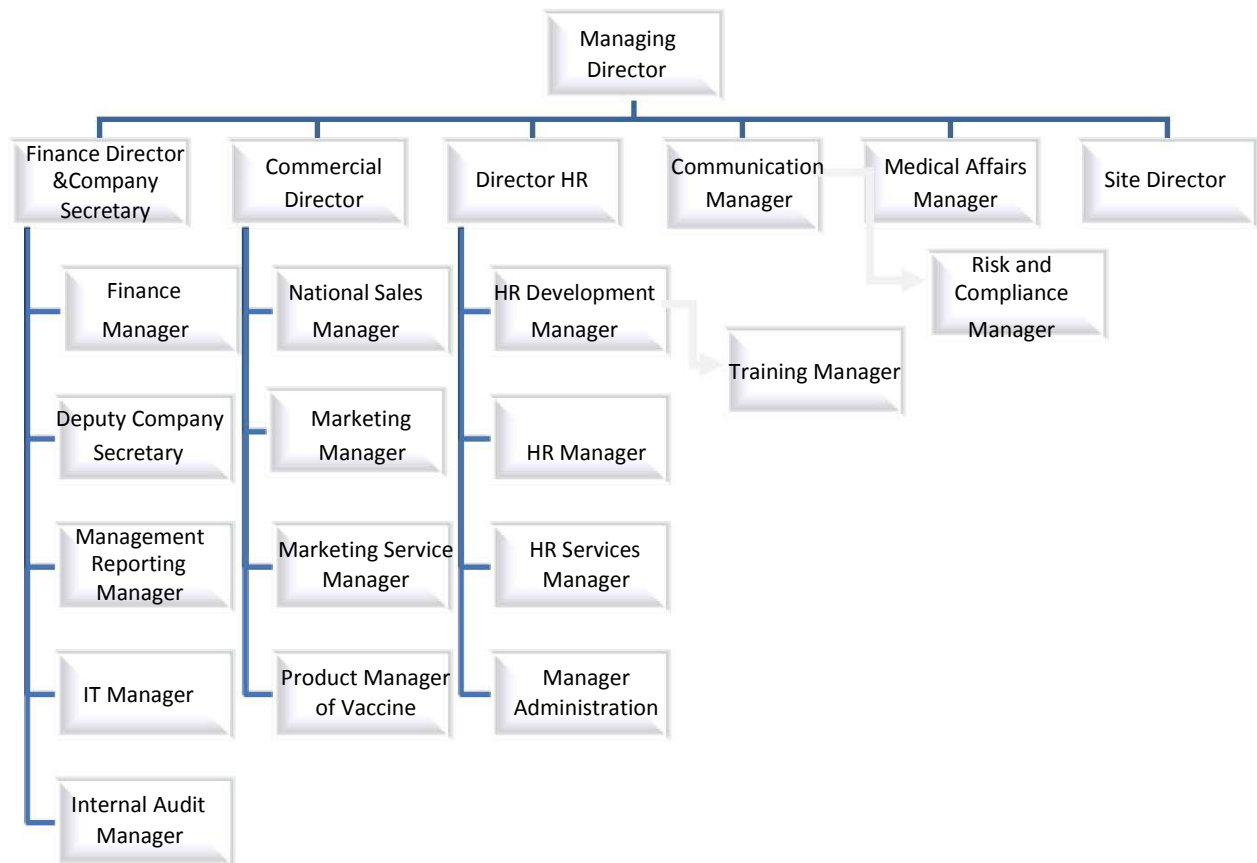 Managing
Director
Finance Director
&Company
Secretary
Commercial
Director
Director HR
Communication
Manager
Medical Affairs
Manager
Site Director
Finance
Manager
National Sales
Manager
HR Development
Manager
Risk and
Compliance
Manager
Training Manager
Deputy Company
Secretary
Marketing
Manager
HR Manager
Management
Reporting
Manager
Marketing Service
Manager
HR Services
Manager
IT Manager
Product Manager
of Vaccine
Manager
Administration
Internal Audit
Manager